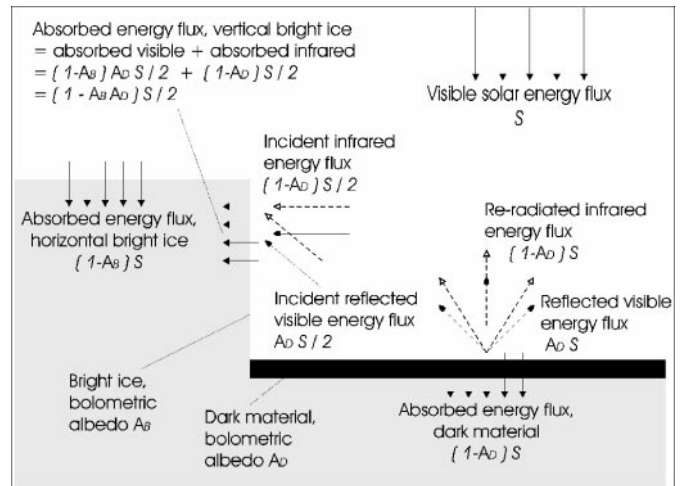 Absorbed energy flux, vertical bright ice
= absorbed visible + absorbed infrared
= (1-AB) AD S/2 + (1-AD) S/2
= (1 - AB AD) S/2
Visible solar energy flux
S
Incident infrared
energy flux
(1-AD) S/2
Absorbed energy flux,
horizontal bright ice
(1-AB) S
Re-radiated infrared
energy flux
(1-AD) S
Incident reflected
visible energy flux
AD S/2
Reflected visible
energy flux
AD S
Bright ice,
bolometric
albedo AB
Dark material,
bolometric
albedo AD
Absorbed energy flux,
dark material
(1-AD) S